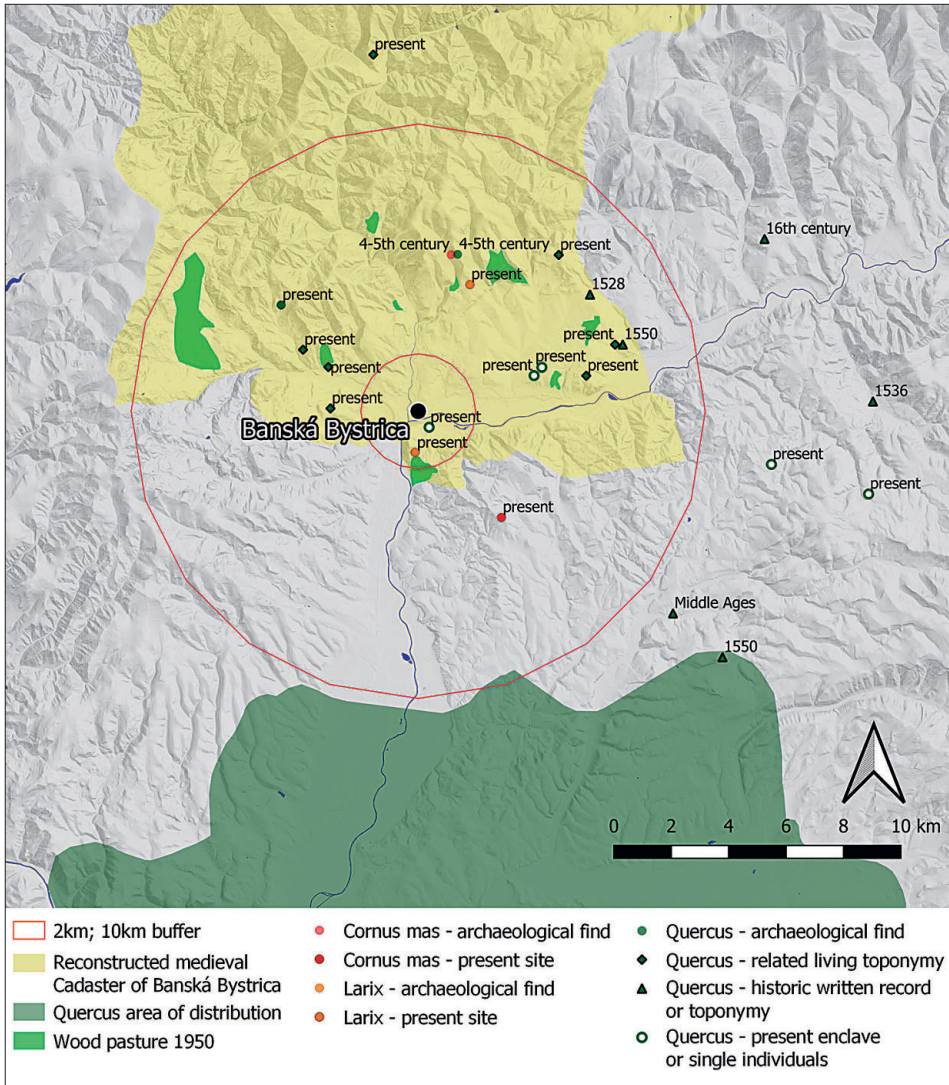 present
16th century
4-5th century
4-5th century
present
present
1528
present
present
1550
present
present
present
present
present
1536
present
Banská Bystrica
present
present
present
present
present
Middle Ages
1550
0
2
4
6
8
10 km
2km; 10km buffer
Reconstructed medieval
Cadaster of Banská Bystrica
Quercus area of distribution
Wood pasture 1950
Cornus mas - archaeological find
Cornus mas - present site
Larix - archaeological find
Larix - present site
Quercus - archaeological find
Quercus - related living toponymy
Quercus - historic written record
or toponymy
Quercus - present enclave
or single individuals